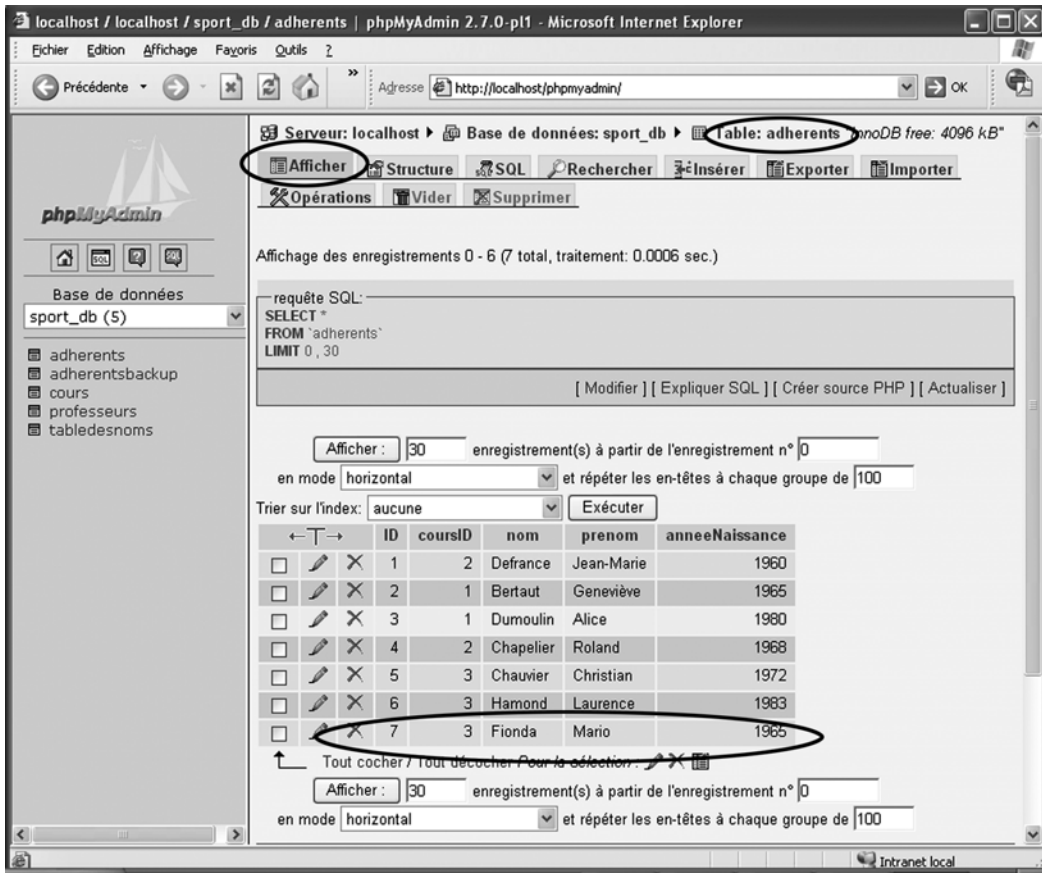 localhost / localhost / sport_db / adherents | phpMyAdmin 2.7.0-pl1 - Microsoft Internet Explorer
Fichier Edition Affichage Favoris Outils ?
Précédente » Adresse http://localhost/phpmyadmin/ OK
phpMyAdmin
SQL
Base de données
sport_db (5)
adherents
adherentsbackup
cours
professeurs
tabledesnoms
Serveur: localhost Base de données: sport_db Table: adherents "InnoDB free: 4096 kB"
Afficher Structure SQL Rechercher Insérer Exporter Importer
Opérations Vider Supprimer
Affichage des enregistrements 0 - 6 (7 total, traitement: 0.0006 sec.)
requête SQL:
SELECT *
FROM `adherents`
LIMIT 0 , 30
[ Modifier ] [ Expliquer SQL ] [ Créer source PHP ] [ Actualiser ]
Afficher : 30 enregistrement(s) à partir de l'enregistrement n° 0
en mode horizontal et répéter les en-têtes à chaque groupe de 100
Trier sur l'index: aucune Exécuter
←T→ ID coursID nom prenom anneeNaissance
1 2 Defrance Jean-Marie 1960
2 1 Bertaut Geneviève 1965
3 1 Dumoulin Alice 1980
4 2 Chapelier Roland 1968
5 3 Chauvier Christian 1972
6 3 Hamond Laurence 1983
7 3 Fionda Mario 1965
Tout cocher / Tout décocher Pour la sélection :
Afficher : 30 enregistrement(s) à partir de l'enregistrement n° 0
en mode horizontal et répéter les en-têtes à chaque groupe de 100
Intranet local